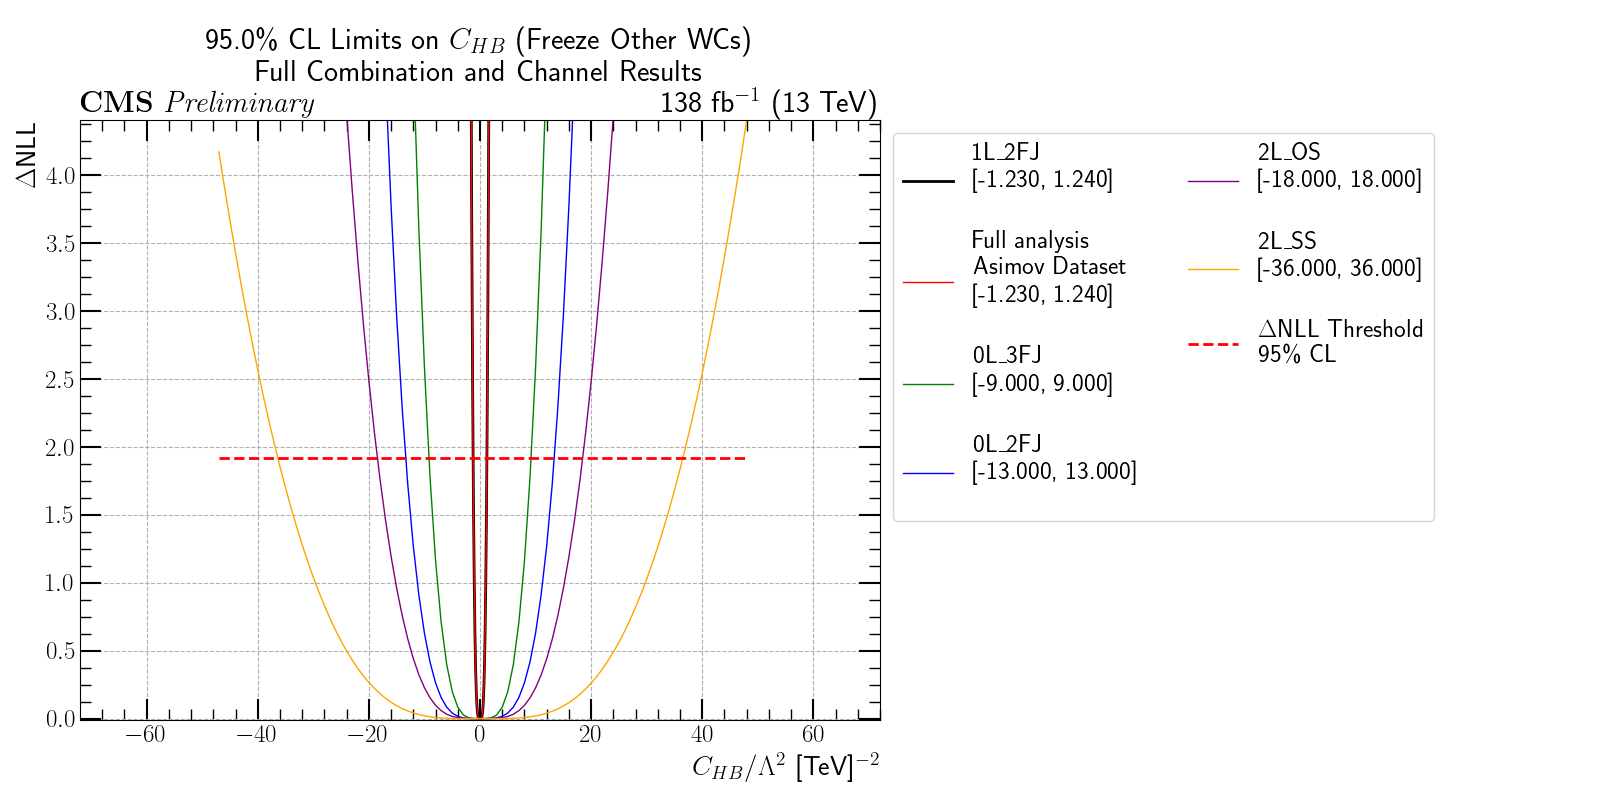 95.0% CL Limits on C_{HB} (Freeze Other WCs)
Full Combination and Channel Results
CMS Preliminary
138 fb^{-1} (13 TeV)
ΔNLL
4.0
3.5
3.0
2.5
2.0
1.5
1.0
0.5
0.0
−60
−40
−20
0
20
40
60
C_{HB}/Λ^2 [TeV]^{-2}
1L_2FJ
[-1.230, 1.240]
Full analysis
Asimov Dataset
[-1.230, 1.240]
0L_3FJ
[-9.000, 9.000]
0L_2FJ
[-13.000, 13.000]
2L_OS
[-18.000, 18.000]
2L_SS
[-36.000, 36.000]
ΔNLL Threshold
95% CL